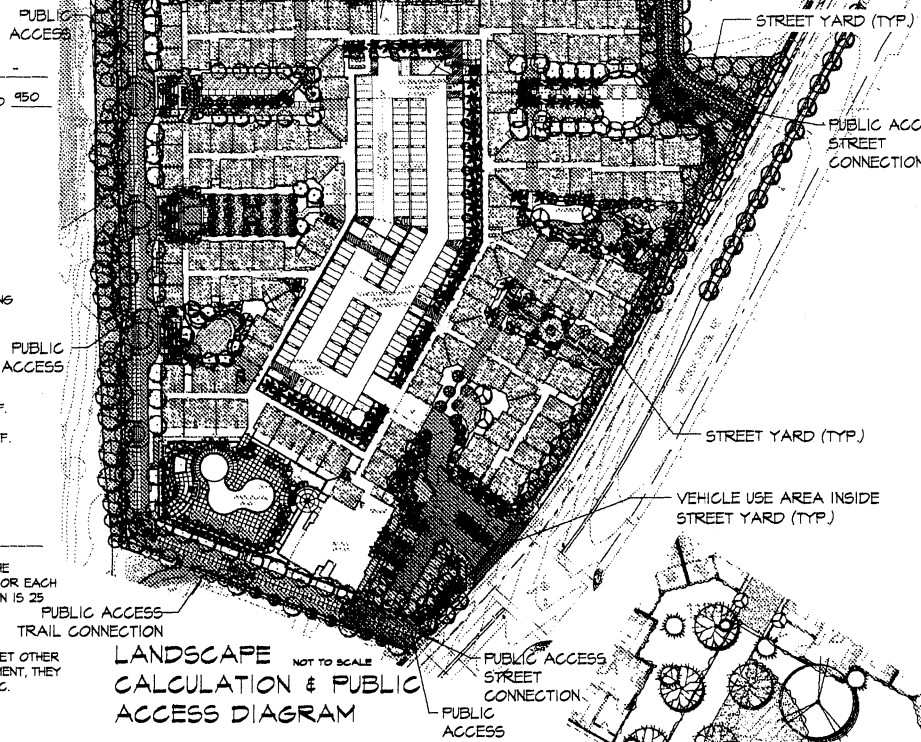 PUBLIC
ACCESS
950
STREET YARD (TYP.)
PUBLIC ACC
STREET
CONNECTION
PUBLIC
ACCESS
F.
F.
STREET YARD (TYP.)
VEHICLE USE AREA INSIDE
STREET YARD (TYP.)
OR EACH
N IS 25
PUBLIC ACCESS
TRAIL CONNECTION
ET OTHER
MENT, THEY
C.
LANDSCAPE NOT TO SCALE
CALCULATION & PUBLIC
ACCESS DIAGRAM
PUBLIC ACCESS
STREET
CONNECTION
PUBLIC
ACCESS